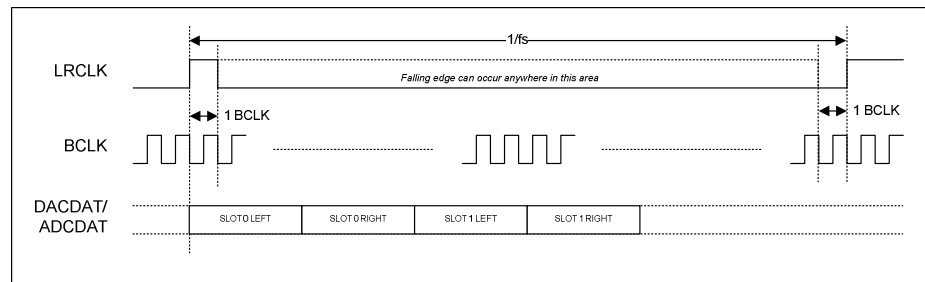 1/fs
LRCLK
Falling edge can occur anywhere in this area
1 BCLK
1 BCLK
BCLK
DACDAT/
ADCDAT
SLOT 0 LEFT
SLOT 0 RIGHT
SLOT 1 LEFT
SLOT 1 RIGHT